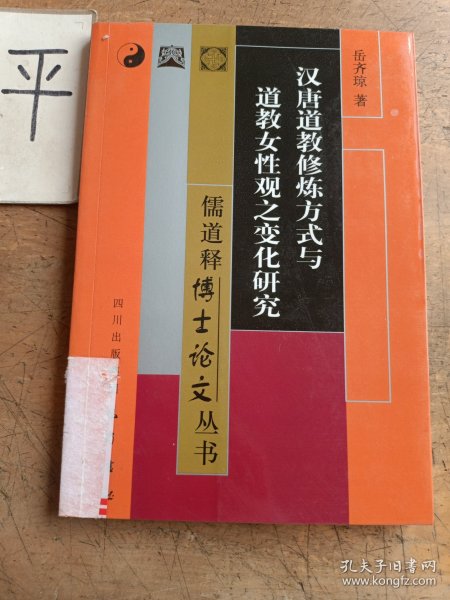 平
岳齐琼 著
汉唐道教修炼方式与
道教女性观之变化研究
儒道释博士论文丛书
四川出版
孔夫子旧书网
www.kongfz.com